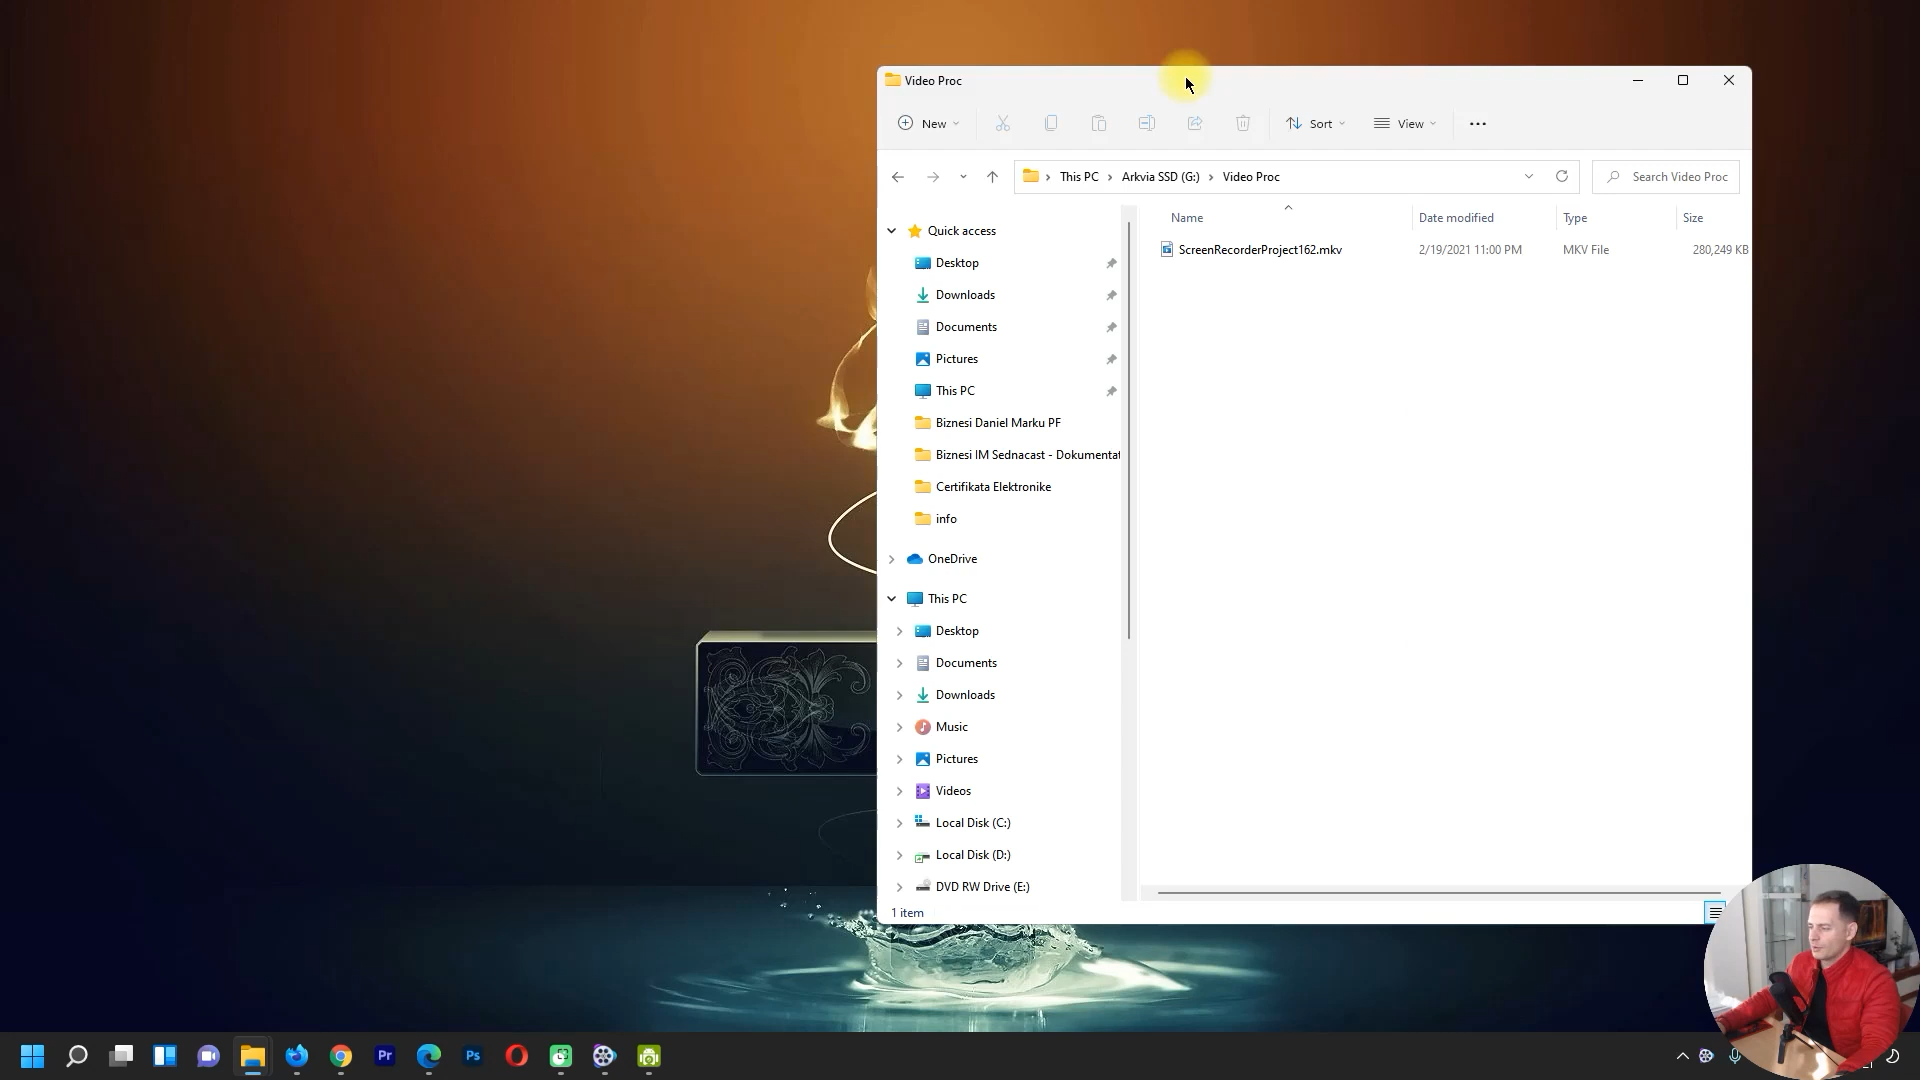 Video Proc
New
Sort
View
This PC
Arkvia SSD (G:)
Video Proc
Search Video Proc
Name
Date modified
Type
Size
ScreenRecorderProject162.mkv
2/19/2021 11:00 PM
MKV File
280,249 KB
Quick access
Desktop
Downloads
Documents
Pictures
This PC
Biznesi Daniel Marku PF
Biznesi IM Sednacast - Dokumentat
Certifikata Elektronike
info
OneDrive
This PC
Desktop
Documents
Downloads
Music
Pictures
Videos
Local Disk (C:)
Local Disk (D:)
DVD RW Drive (E:)
1 item
Pr
Ps